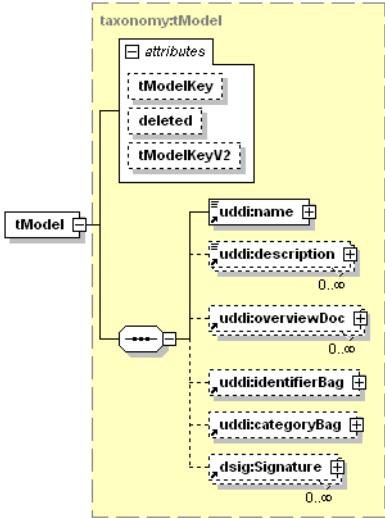 taxonomy:tModel
attributes
tModelKey
deleted
tModelKeyV2
tModel
uddi:name
uddi:description
0..∞
uddi:overviewDoc
0..∞
uddi:identifierBag
uddi:categoryBag
dsig:Signature
0..∞